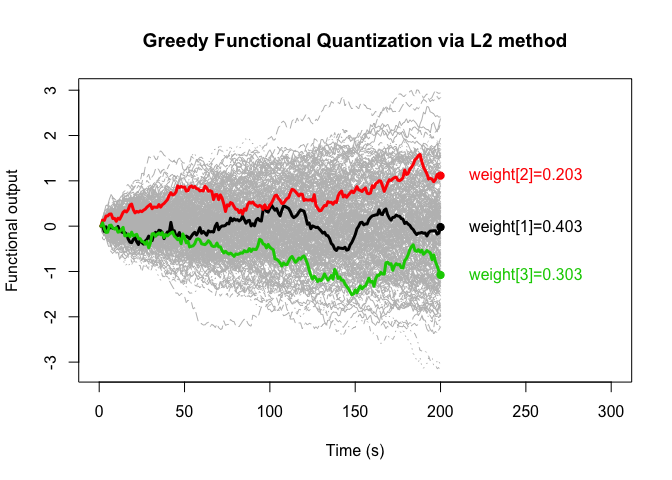 Greedy Functional Quantization via L2 method
Functional output
3
2
1
0
-1
-2
-3
weight[2]=0.203
weight[1]=0.403
weight[3]=0.303
0 50 100 150 200 250 300
Time (s)